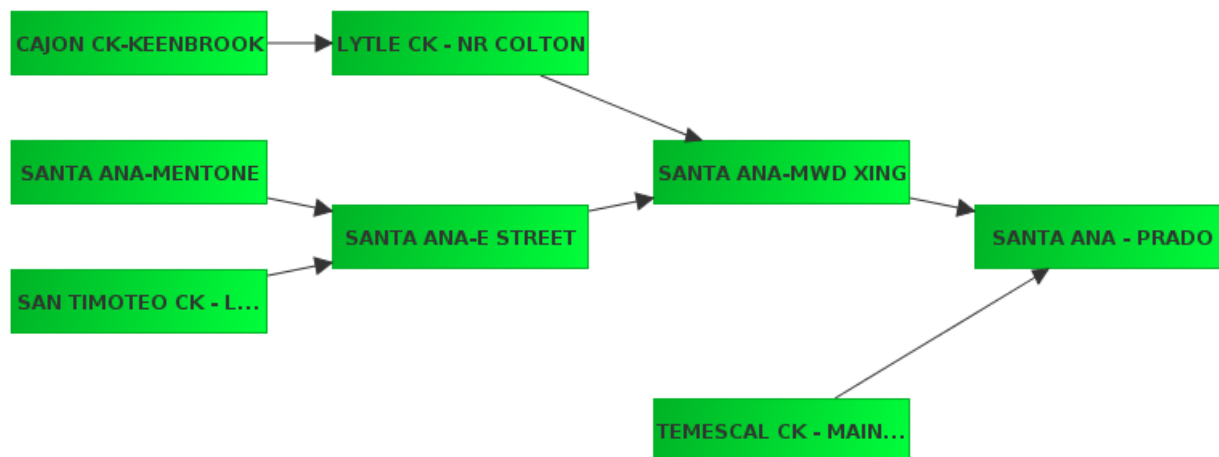 CAJON CK-KEENBROOK
LYTLE CK - NR COLTON
SANTA ANA-MENTONE
SANTA ANA-MWD XING
SANTA ANA-E STREET
SANTA ANA - PRADO
SAN TIMOTEO CK - L...
TEMESCAL CK - MAIN...